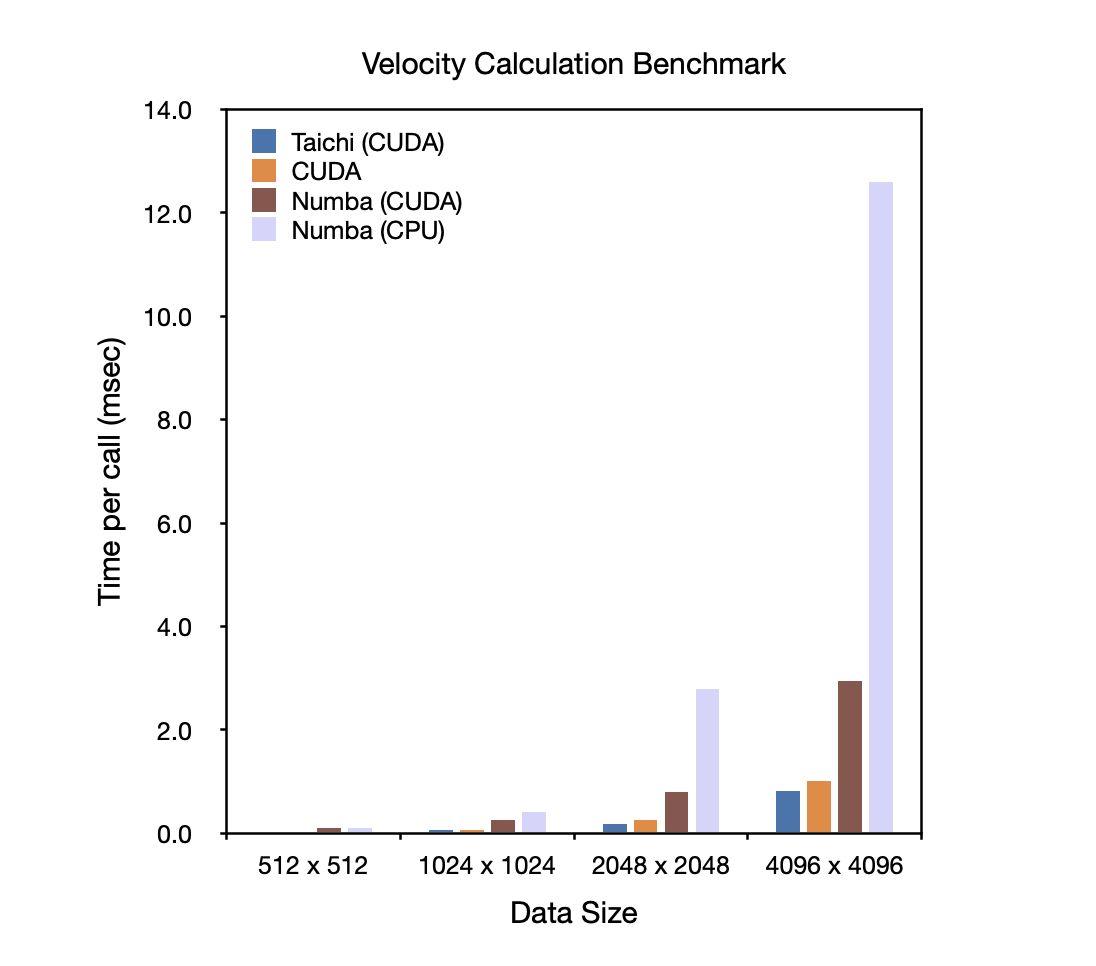 Velocity Calculation Benchmark
14.0
12.0
10.0
8.0
6.0
4.0
2.0
0.0
Time per call (msec)
Taichi (CUDA)
CUDA
Numba (CUDA)
Numba (CPU)
512 x 512
1024 x 1024
2048 x 2048
4096 x 4096
Data Size